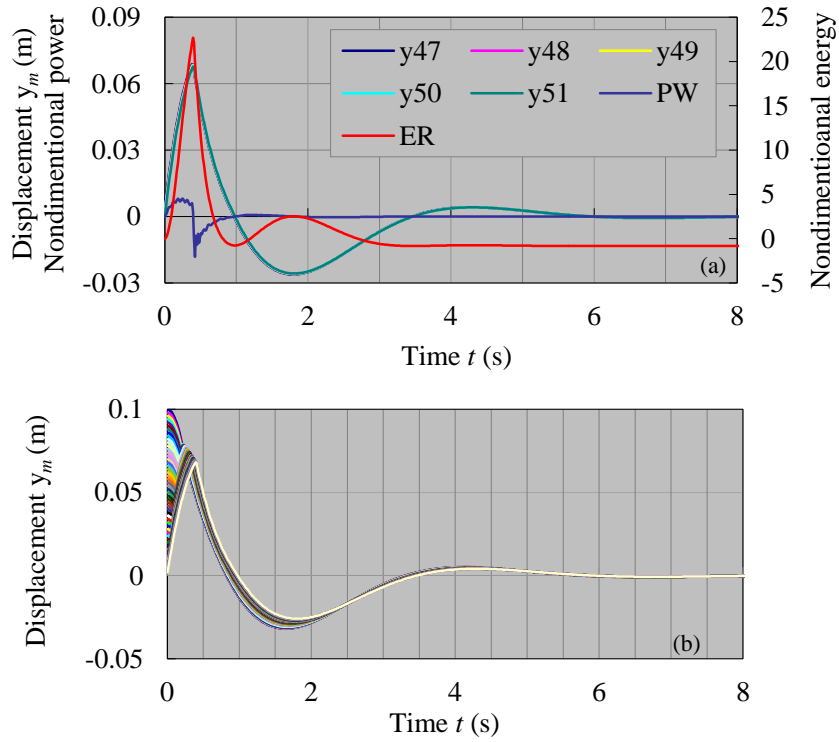 Displacement ym (m)
Nondimentional power
0.09
0.06
0.03
0
-0.03
y47
y48
y49
y50
y51
PW
ER
25
20
15
10
5
0
-5
Nondimentioanal energy
(a)
0
2
4
6
8
Time t (s)
Displacement ym (m)
0.1
0.05
0
-0.05
(b)
0
2
4
6
8
Time t (s)